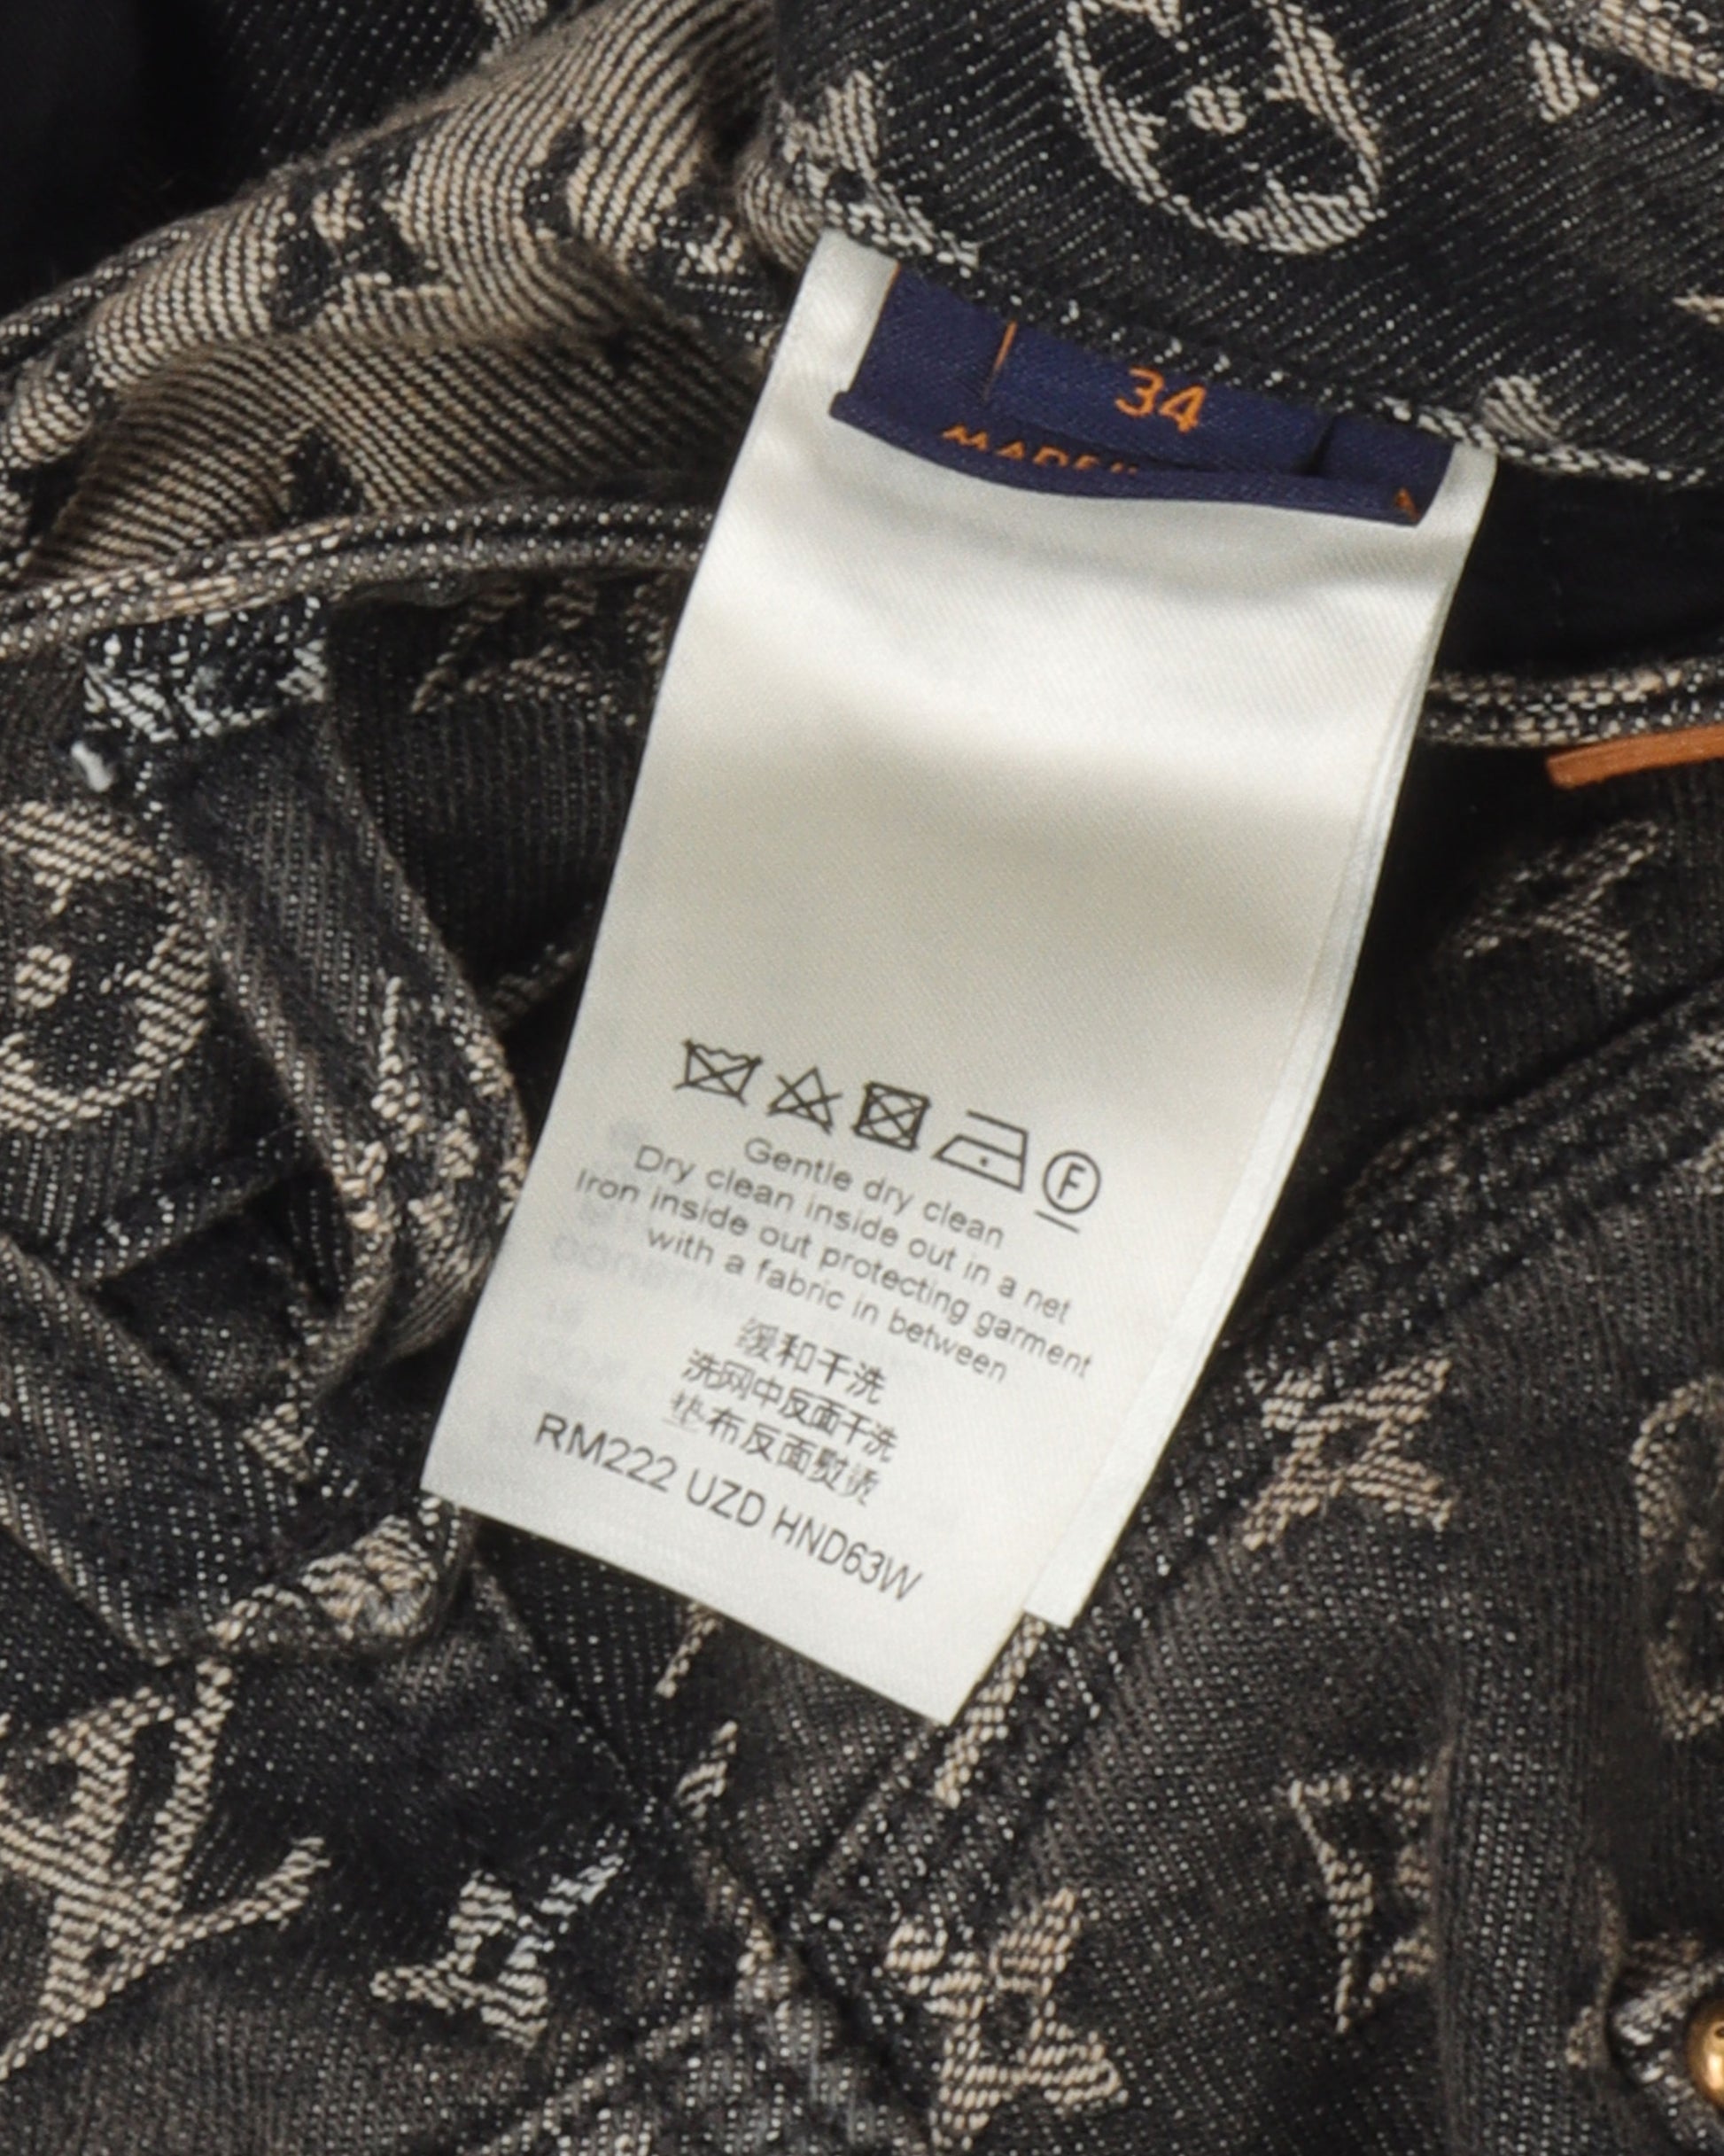 34
MADE IN
Ⓕ
Gentle dry clean
Dry clean inside out in a net
Iron inside out protecting garment
with a fabric in between
缓和干洗
洗网中反面干洗
垫布反面熨烫
RM222 UZD HND63W